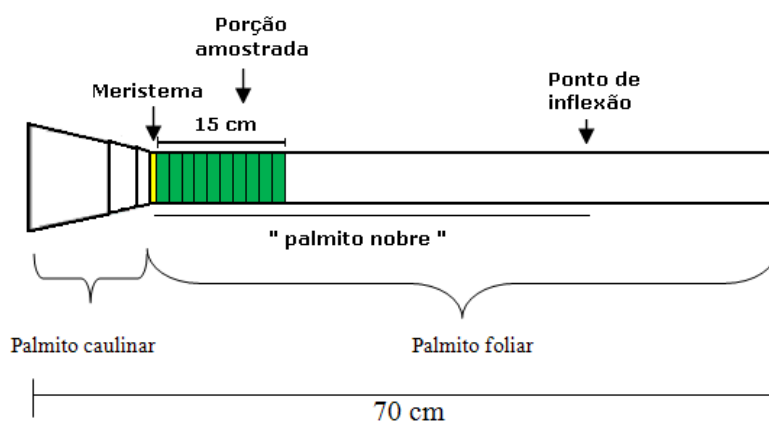 Porção
amostrada
Meristema
Ponto de
inflexão
15 cm
" palmito nobre "
Palmito caulinar
Palmito foliar
70 cm